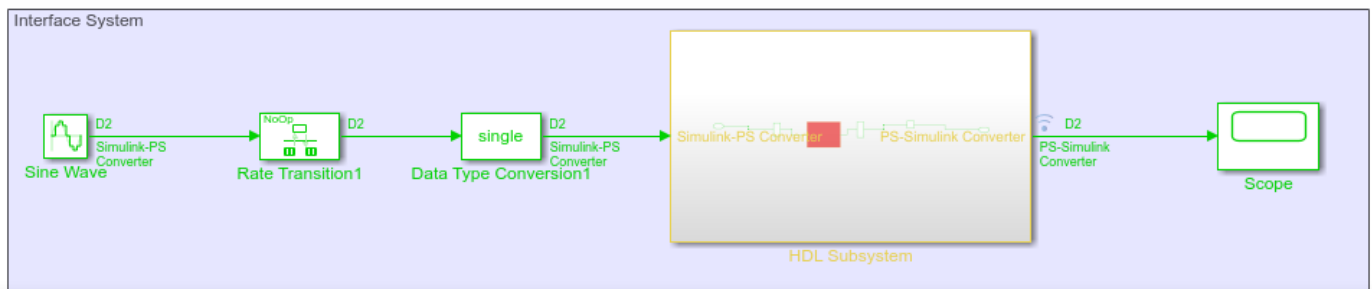 Interface System
D2
Simulink-PS
Converter
Sine Wave
NoOp
D2
Rate Transition1
single
D2
Simulink-PS
Converter
Data Type Conversion1
Simulink-PS Converter
PS-Simulink Converter
HDL Subsystem
D2
PS-Simulink
Converter
Scope